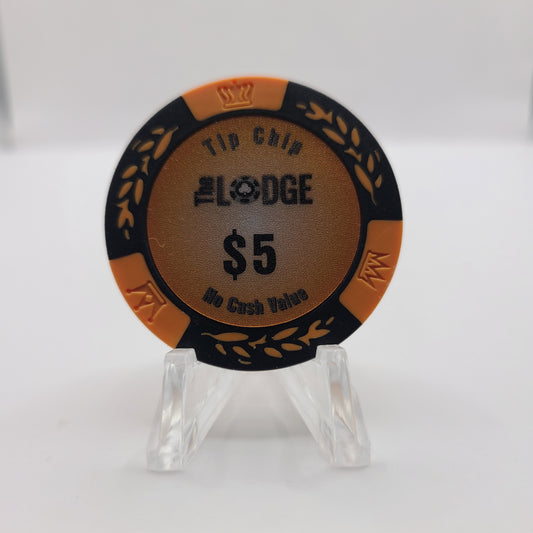 Tip Chip
The LODGE
$5
No Cash Value